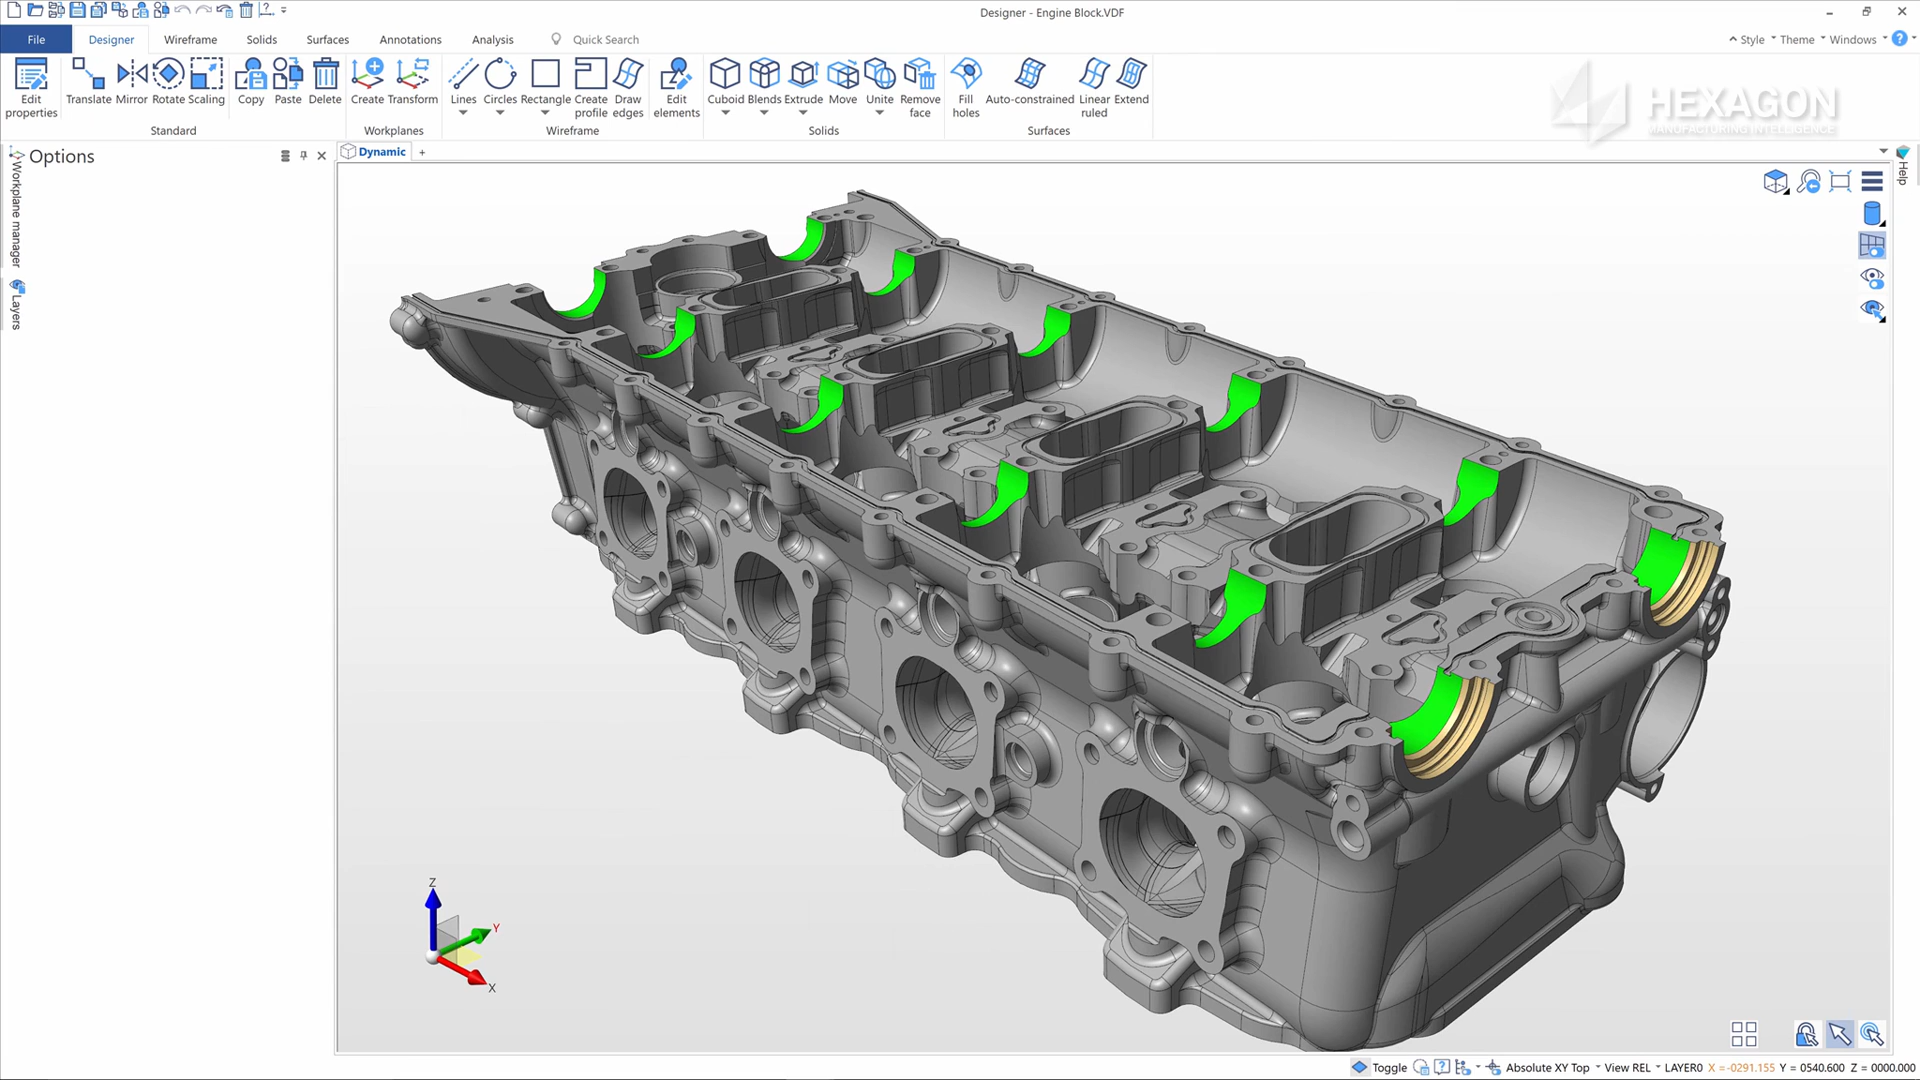 Designer - Engine Block.VDF
File Designer Wireframe Solids Surfaces Annotations Analysis Quick Search Style Theme Windows ?
Edit properties
Translate Mirror Rotate Scaling
Copy Paste Delete
Create Transform
Lines Circles Rectangle Create profile Draw edges
Edit elements
Cuboid Blends Extrude Move Unite Remove face
Fill holes Auto-constrained Linear ruled Extend
Standard Workplanes Wireframe Solids Surfaces
HEXAGON
MANUFACTURING INTELLIGENCE
Options
Dynamic +
Workplane manager
Layers
Help
Z
Y
X
Toggle Absolute XY Top View REL LAYER0 X =-0291.155 Y = 0540.600 Z = 0000.000